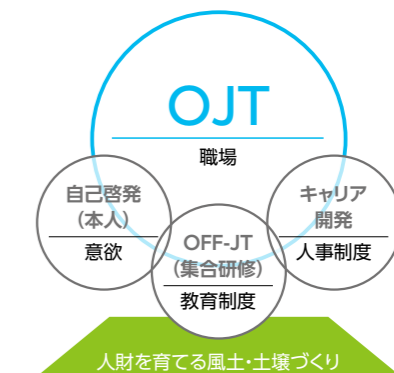 OJT
職場
自己啓発
(本人)
意欲
OFF-JT
(集合研修)
教育制度
キャリア
開発
人事制度
人財を育てる風土・土壌づくり